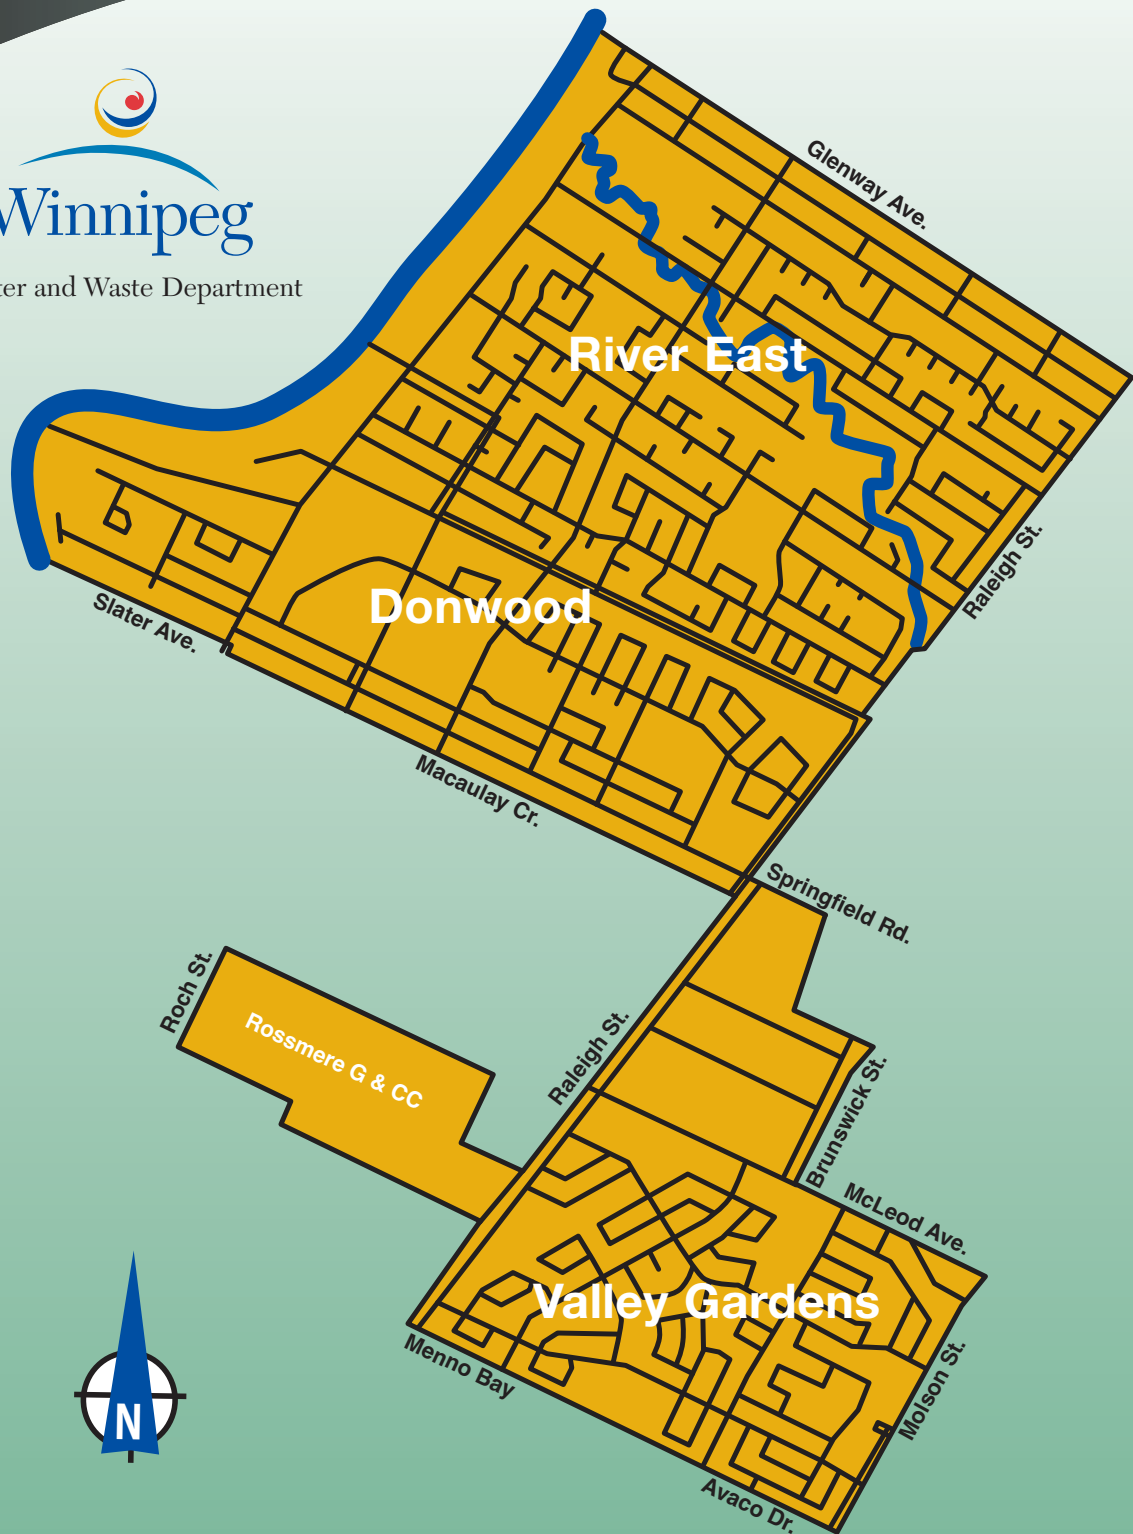 Winnipeg
and Waste Department
Glenway Ave.
River East
Raleigh St.
Donwood
Slater Ave.
Macaulay Cr.
Springfield Rd.
Roch St.
Rossmere G & CC
Raleigh St.
Brunswick St.
McLeod Ave.
Valley Gardens
Menno Bay
Molson St.
N
Avaco Dr.